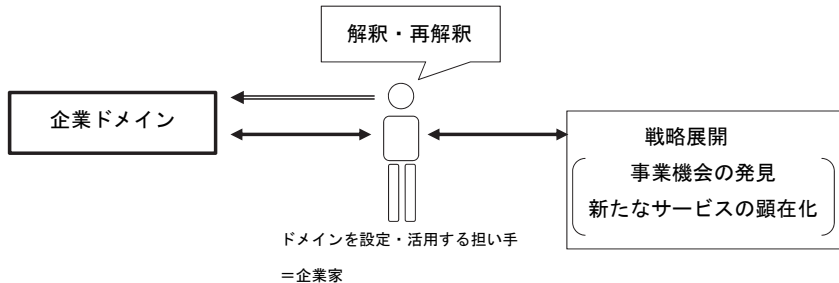 解釈・再解釈
企業ドメイン
戦略展開
事業機会の発見
新たなサービスの顕在化
ドメインを設定・活用する担い手
＝企業家